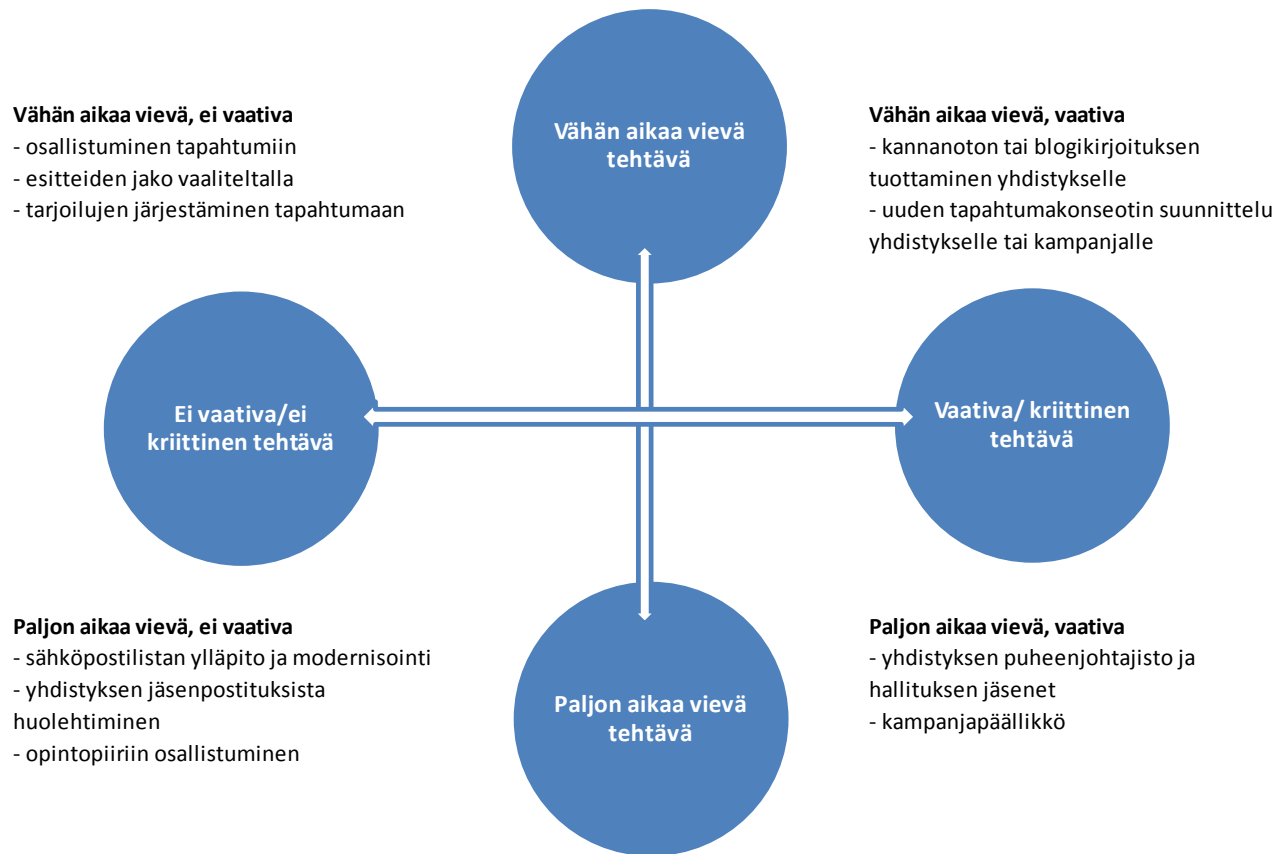 Vähän aikaa vievä
tehtävä
Vähän aikaa vievä, ei vaativa
- osallistuminen tapahtumiin
- esitteiden jako vaaliteltalla
- tarjoilujen järjestäminen tapahtumaan
Vähän aikaa vievä, vaativa
- kannanoton tai blogikirjoituksen
tuottaminen yhdistykselle
- uuden tapahtumakonseotin suunnittelu
yhdistykselle tai kampanjalle
Ei vaativa/ei
kriittinen tehtävä
Vaativa/ kriittinen
tehtävä
Paljon aikaa vievä, ei vaativa
- sähköpostilistan ylläpito ja modernisointi
- yhdistyksen jäsenpostituksista
huolehtiminen
- opintopiiriin osallistuminen
Paljon aikaa vievä
tehtävä
Paljon aikaa vievä, vaativa
- yhdistyksen puheenjohtajisto ja
hallituksen jäsenet
- kampanjapäällikkö